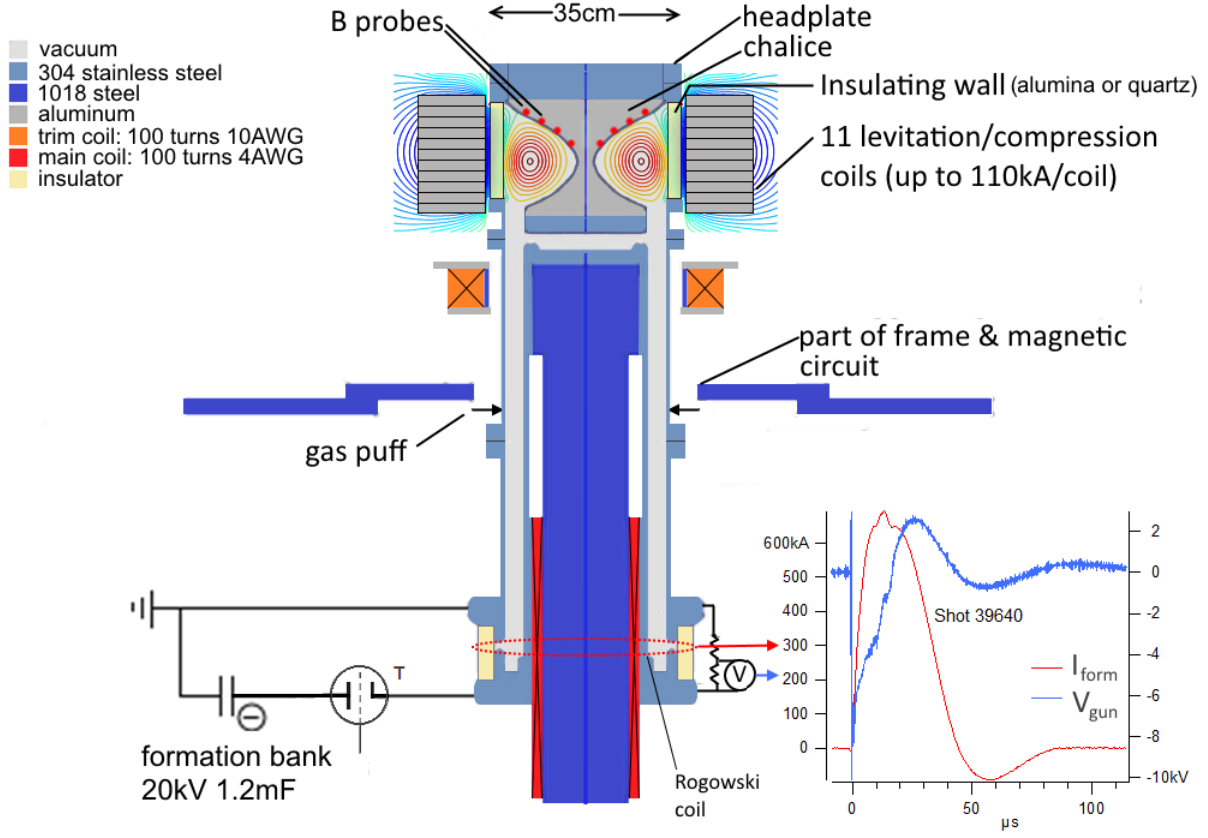 35cm
B probes
headplate
chalice
vacuum
304 stainless steel
1018 steel
aluminum
trim coil: 100 turns 10AWG
main coil: 100 turns 4AWG
insulator
Insulating wall (alumina or quartz)
11 levitation/compression
coils (up to 110kA/coil)
part of frame & magnetic
circuit
gas puff
T
V
formation bank
20kV 1.2mF
Rogowski
coil
600kA
500
400
300
200
100
0
2
0
-2
-4
-6
-8
-10kV
Shot 39640
I form
V gun
0
50
100
µs